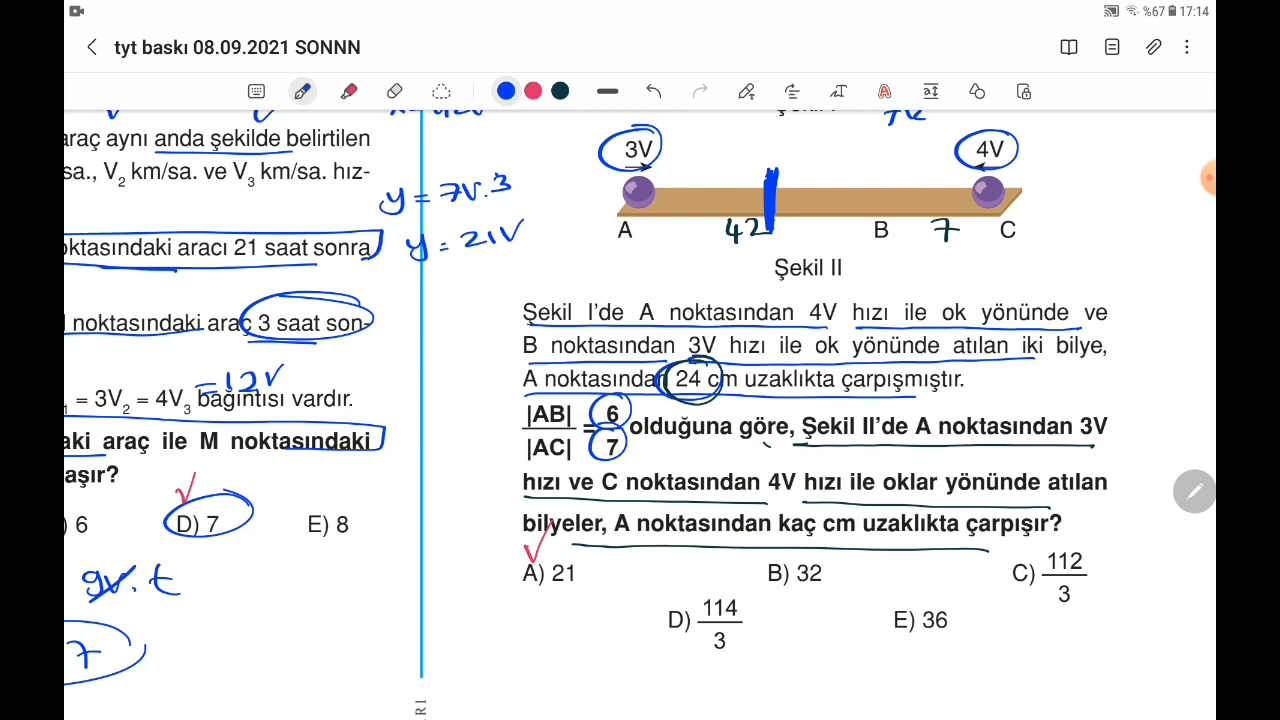 %67 17:14
tyt baskı 08.09.2021 SONNN
araç aynı anda şekilde belirtilen
sa., V2 km/sa. ve V3 km/sa. hız-
oktasındaki aracı 21 saat sonra
noktasındaki araç 3 saat son-
=12V
1 = 3V2 = 4V3 bağıntısı vardır.
aki araç ile M noktasındaki
aşır?
) 6
D) 7
E) 8
9v. t
7
y = 7V.3
y = 21V
3V
4V
A
42
B
7
C
Şekil II
Şekil I'de A noktasından 4V hızı ile ok yönünde ve
B noktasından 3V hızı ile ok yönünde atılan iki bilye,
A noktasından 24 cm uzaklıkta çarpışmıştır.
|AB| / |AC| = 6 / 7 olduğuna göre, Şekil II'de A noktasından 3V
hızı ve C noktasından 4V hızı ile oklar yönünde atılan
bilyeler, A noktasından kaç cm uzaklıkta çarpışır?
A) 21
B) 32
C) 112/3
D) 114/3
E) 36
RI